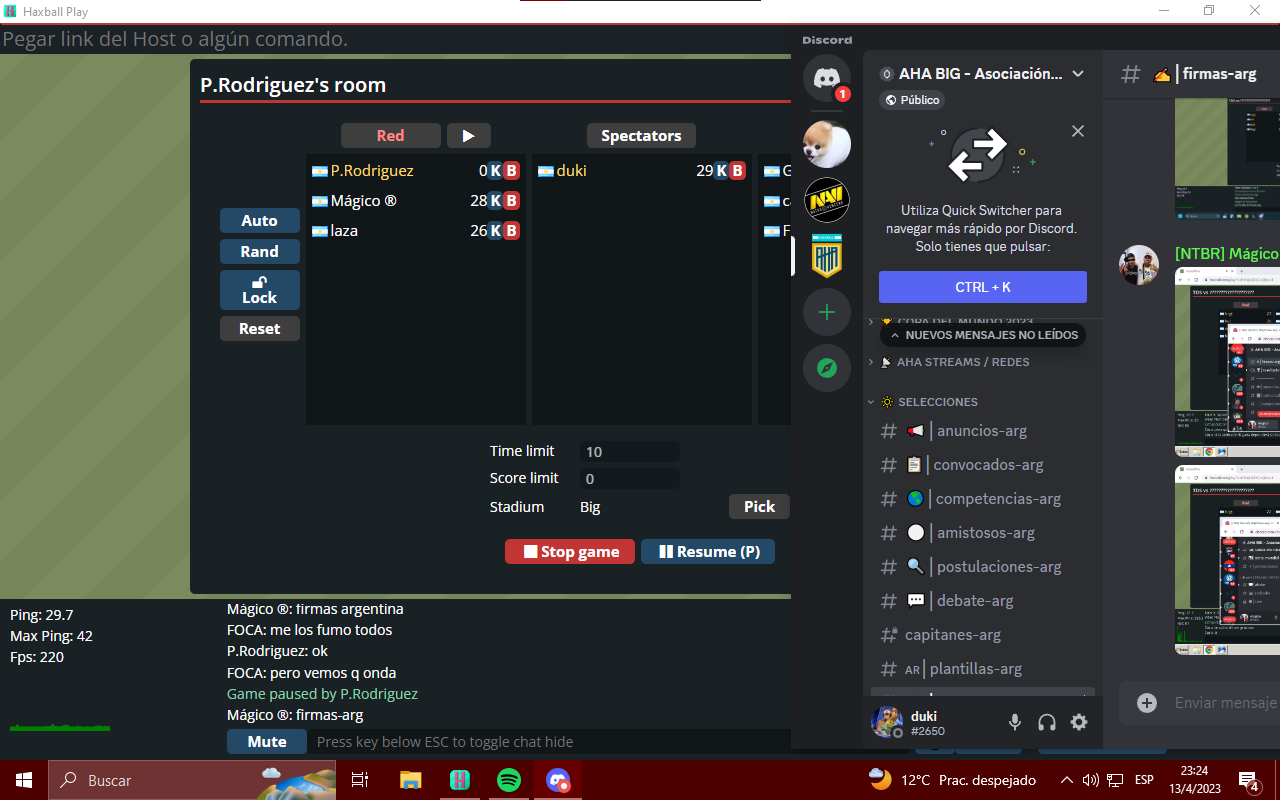 Haxball Play
Pegar link del Host o algún comando.
P.Rodriguez's room
Red
Spectators
P.Rodriguez 0 K B
Mágico ® 28 K B
laza 26 K B
duki 29 K B
G
F
Auto
Rand
Lock
Reset
Time limit 10
Score limit 0
Stadium Big
Pick
Stop game
Resume (P)
Ping: 29.7
Max Ping: 42
Fps: 220
Mágico ®: firmas argentina
FOCA: me los fumo todos
P.Rodriguez: ok
FOCA: pero vemos q onda
Game paused by P.Rodriguez
Mágico ®: firmas-arg
Mute
Press key below ESC to toggle chat hide
Discord
1
NAVI
AHA
AHA BIG - Asociación...
Público
Utiliza Quick Switcher para
navegar más rápido por Discord.
Solo tienes que pulsar:
CTRL + K
COPA DEL MUNDO 2023
NUEVOS MENSAJES NO LEÍDOS
AHA STREAMS / REDES
SELECCIONES
# | anuncios-arg
# | convocados-arg
# | competencias-arg
# | amistosos-arg
# | postulaciones-arg
# | debate-arg
# capitanes-arg
# AR | plantillas-arg
duki
#2650
# | firmas-arg
[NTBR] Mágico
Enviar mensaje
Buscar
12°C Prac. despejado
ESP
23:24
13/4/2023
4